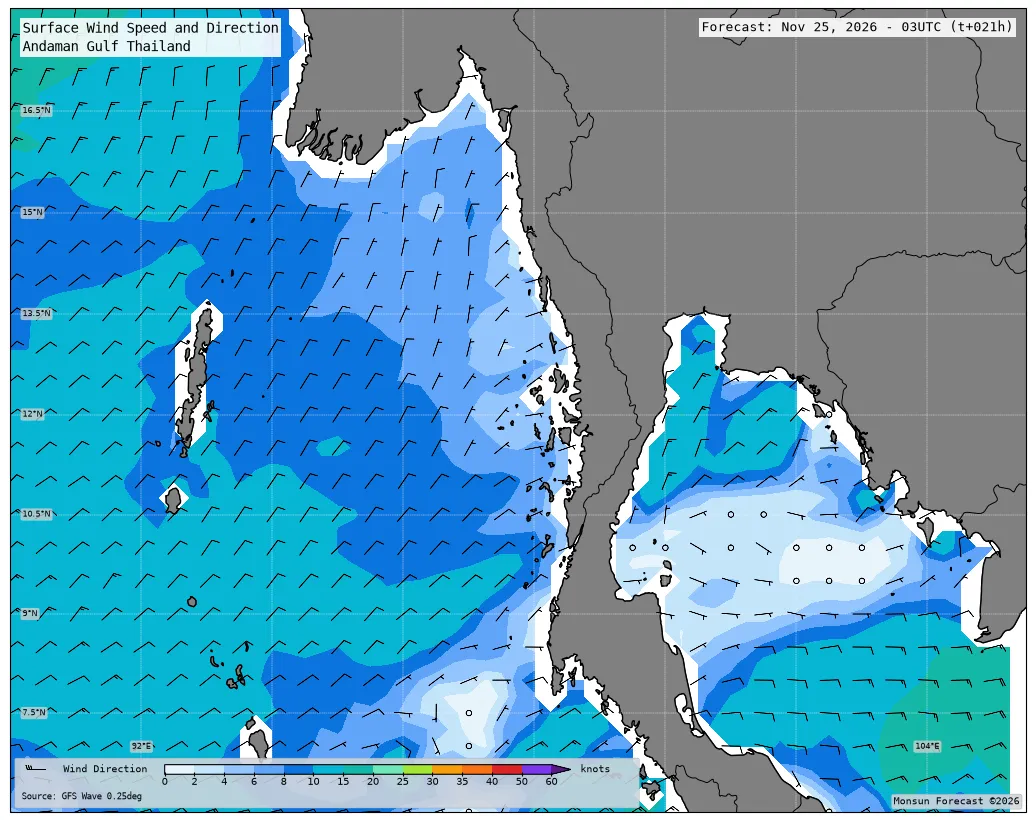 Surface Wind Speed and Direction
Andaman Gulf Thailand
Forecast: Nov 25, 2026 - 03UTC (t+021h)
16.5°N
15°N
13.5°N
12°N
10.5°N
9°N
7.5°N
92°E
104°E
Wind Direction
knots
0 2 4 6 8 10 15 20 25 30 35 40 50 60
Source: GFS Wave 0.25deg
Monsun Forecast ©2026